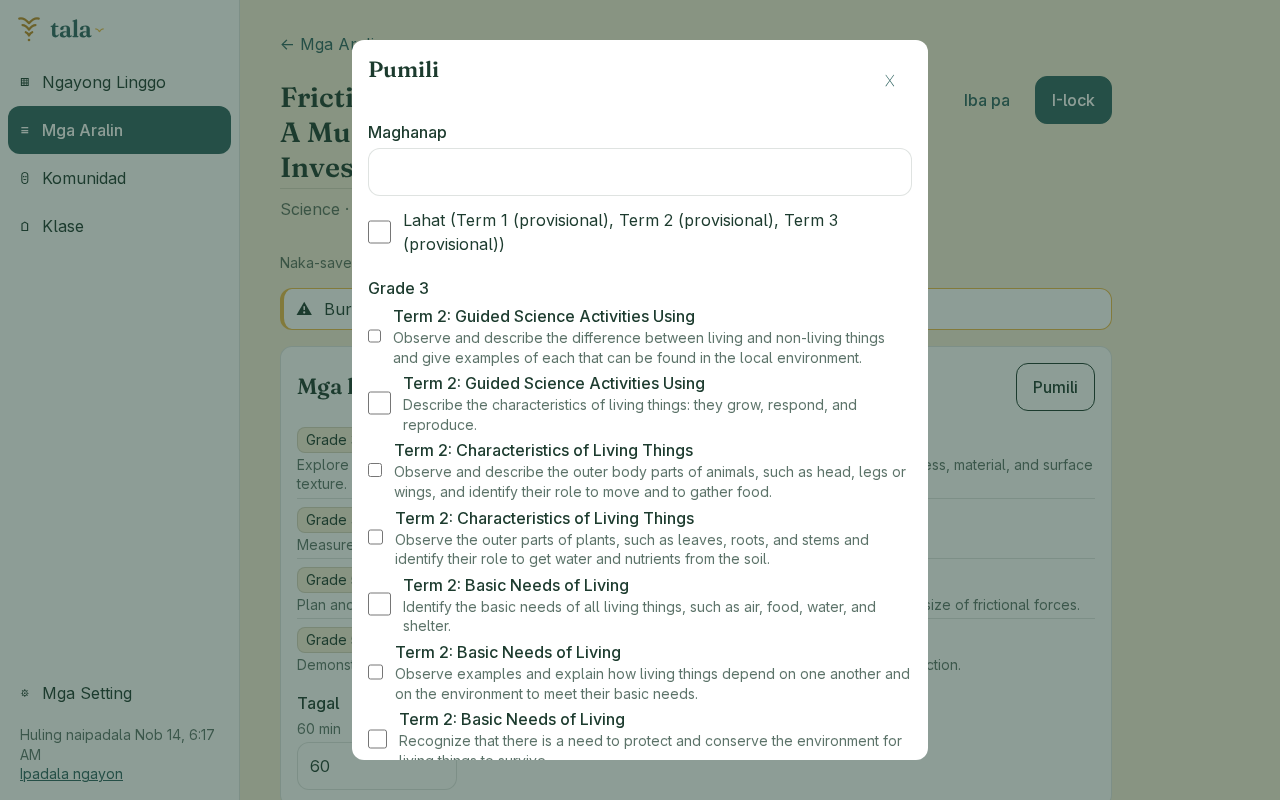 tala
Ngayong Linggo
Mga Aralin
Komunidad
Klase
Mga Setting
Huling naipadala Nob 14, 6:17
AM
Ipadala ngayon
← Mga
Iba pa
I-lock
A Mu
Science ·
Naka-save
Pumili
Grade
Explore
ess, material, and surface
texture.
Grade
Measure
Grade
Plan and
size of frictional forces.
Grade
ction.
Tagal
60 min
60
Pumili
X
Maghanap
Lahat (Term 1 (provisional), Term 2 (provisional), Term 3
(provisional))
Grade 3
Term 2: Guided Science Activities Using
Observe and describe the difference between living and non-living things
and give examples of each that can be found in the local environment.
Term 2: Guided Science Activities Using
Describe the characteristics of living things: they grow, respond, and
reproduce.
Term 2: Characteristics of Living Things
Observe and describe the outer body parts of animals, such as head, legs or
wings, and identify their role to move and to gather food.
Term 2: Characteristics of Living Things
Observe the outer parts of plants, such as leaves, roots, and stems and
identify their role to get water and nutrients from the soil.
Term 2: Basic Needs of Living
Identify the basic needs of all living things, such as air, food, water, and
shelter.
Term 2: Basic Needs of Living
Observe examples and explain how living things depend on one another and
on the environment to meet their basic needs.
Term 2: Basic Needs of Living
Recognize that there is a need to protect and conserve the environment for
living things to survive.